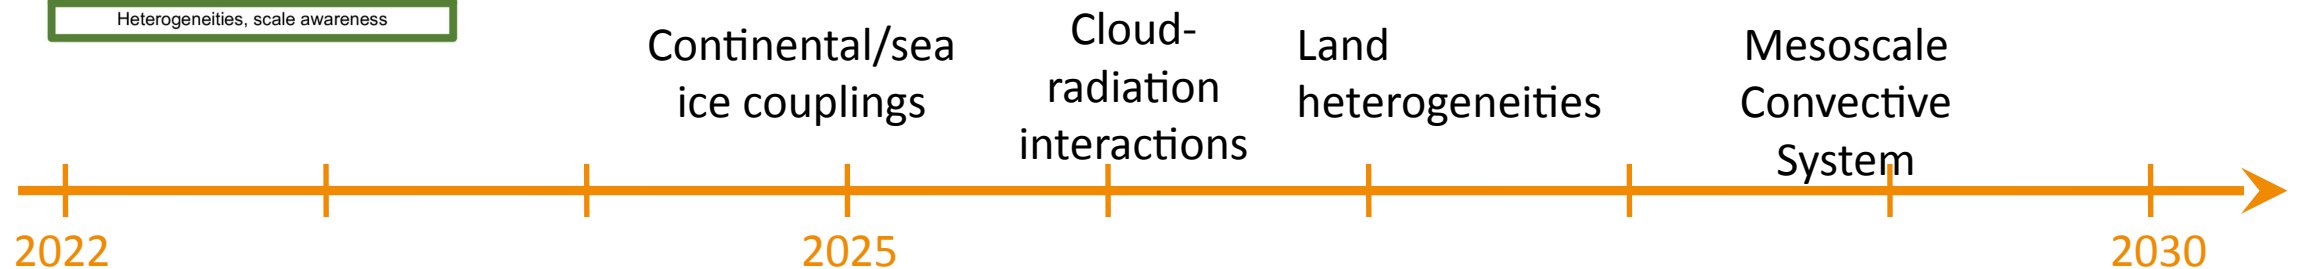 Heterogeneities, scale awareness
Continental/sea
ice couplings
Cloud-
radiation
interactions
Land
heterogeneities
Mesoscale
Convective
System
2022
2025
2030